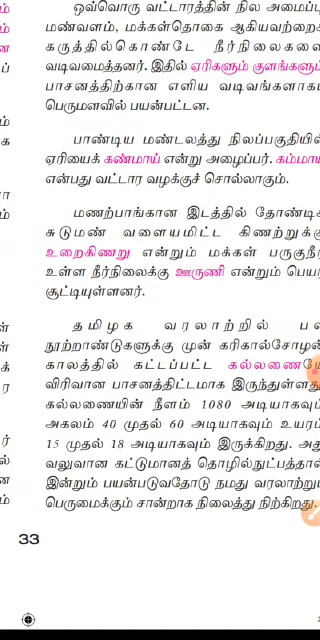 ஒவ்வொரு வட்டாரத்தின் நில அமைப்பு
மண்வளம், மக்கள்தொகை ஆகியவற்றைக்
கருத்தில்கொண்டே நீர்நிலைகளை
வடிவமைத்தனர். இதில் ஏரிகளும் குளங்களும்
பாசனத்திற்கான எளிய வடிவங்களாகப்
பெருமளவில் பயன்பட்டன.
பாண்டிய மண்டலத்து நிலப்பகுதியில்
ஏரியைக் கண்மாய் என்று அழைப்பர். கம்மாய்
என்பது வட்டார வழக்குச் சொல்லாகும்.
மணற்பாங்கான இடத்தில் தோண்டிச்
சுடுமண் வளையமிட்ட கிணற்றுக்கு
உறைகிணறு என்றும் மக்கள் பருகுநீர்
உள்ள நீர்நிலைக்கு ஊருணி என்றும் பெயர்
சூட்டியுள்ளனர்.
தமிழக வரலாற்றில் பல
நூற்றாண்டுகளுக்கு முன் கரிகால்சோழன்
காலத்தில் கட்டப்பட்ட கல்லணையே
விரிவான பாசனத்திட்டமாக இருந்துள்ளது.
கல்லணையின் நீளம் 1080 அடியாகவும்
அகலம் 40 முதல் 60 அடியாகவும் உயரம்
15 முதல் 18 அடியாகவும் இருக்கிறது. அது
வலுவான கட்டுமானத் தொழில்நுட்பத்தால்
இன்றும் பயன்படுவதோடு நமது வரலாற்றுப்
பெருமைக்கும் சான்றாக நிலைத்து நிற்கிறது.
33